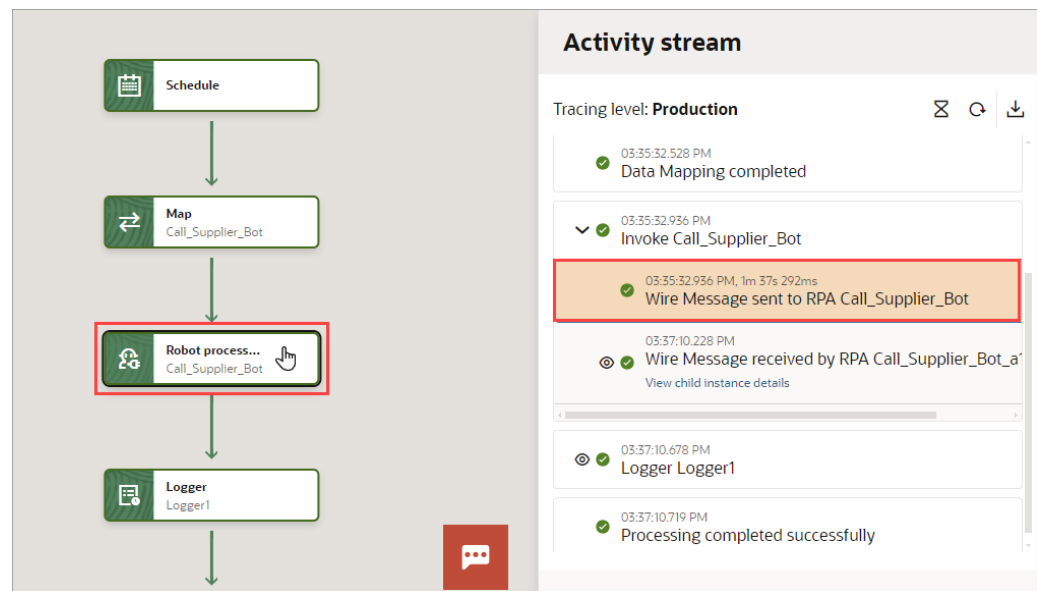 Schedule
Map
Call_Supplier_Bot
Robot process...
Call_Supplier_Bot
Logger
Logger1
Activity stream
Tracing level: Production
03:35:32.528 PM
Data Mapping completed
03:35:32.936 PM
Invoke Call_Supplier_Bot
03:35:32.936 PM, 1m 37s 292ms
Wire Message sent to RPA Call_Supplier_Bot
03:37:10.228 PM
Wire Message received by RPA Call_Supplier_Bot_a1
View child instance details
03:37:10.678 PM
Logger Logger1
03:37:10.719 PM
Processing completed successfully